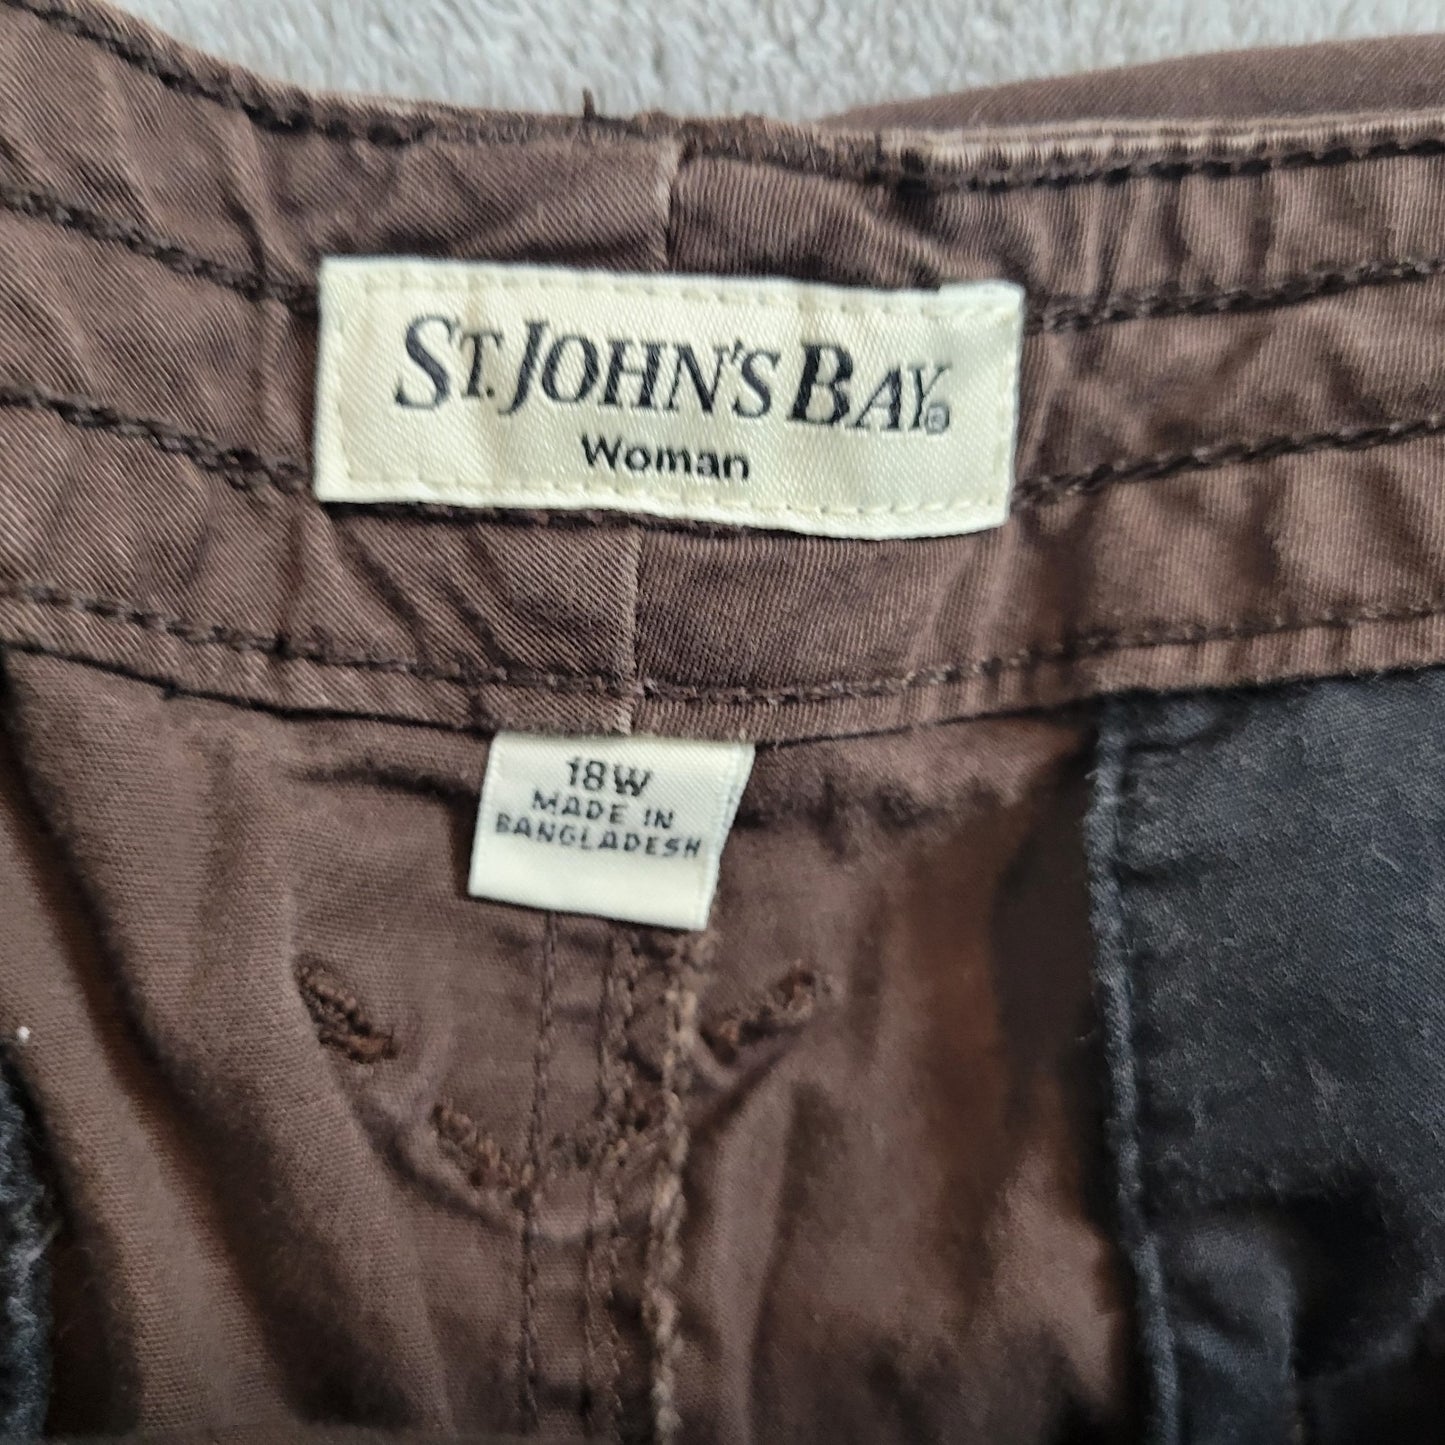 ST. JOHN'S BAY®
Woman
18W
MADE IN
BANGLADESH